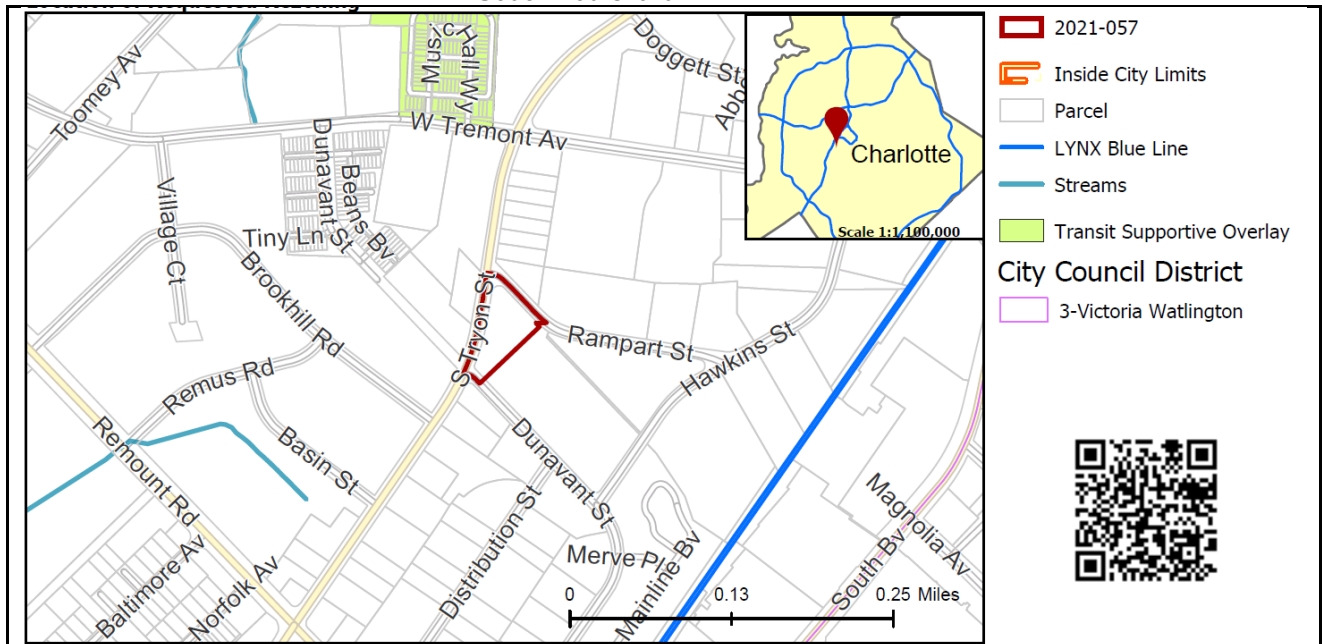 Toomey Av
Music
Hall Wy
Doggett St
Abb
W Tremont Av
Dunavant St
Beans Bv
Village Ct
Tiny Ln
Brookhill Rd
S Tryon St
Rampart St
Hawkins St
Remus Rd
Basin St
Remount Rd
Dunavant St
Distribution St
Merve Pl
Mainline Bv
Magnolia Av
South Bv
Baltimore Av
Norfolk Av
0 0.13 0.25 Miles
Charlotte
Scale 1:1,100,000
2021-057
Inside City Limits
Parcel
LYNX Blue Line
Streams
Transit Supportive Overlay
City Council District
3-Victoria Watlington